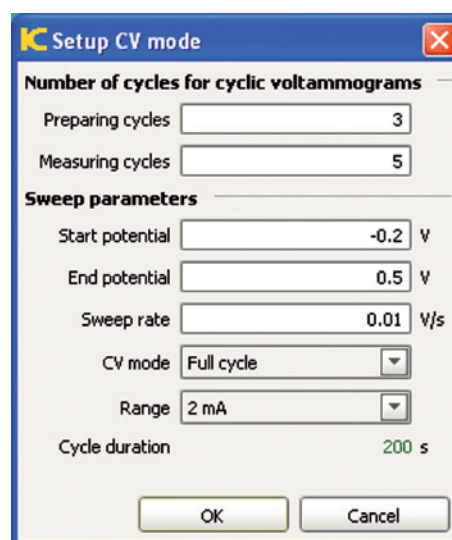 Setup CV mode
Number of cycles for cyclic voltammograms
Preparing cycles 3
Measuring cycles 5
Sweep parameters
Start potential -0.2 V
End potential 0.5 V
Sweep rate 0.01 V/s
CV mode Full cycle
Range 2 mA
Cycle duration 200 s
OK Cancel